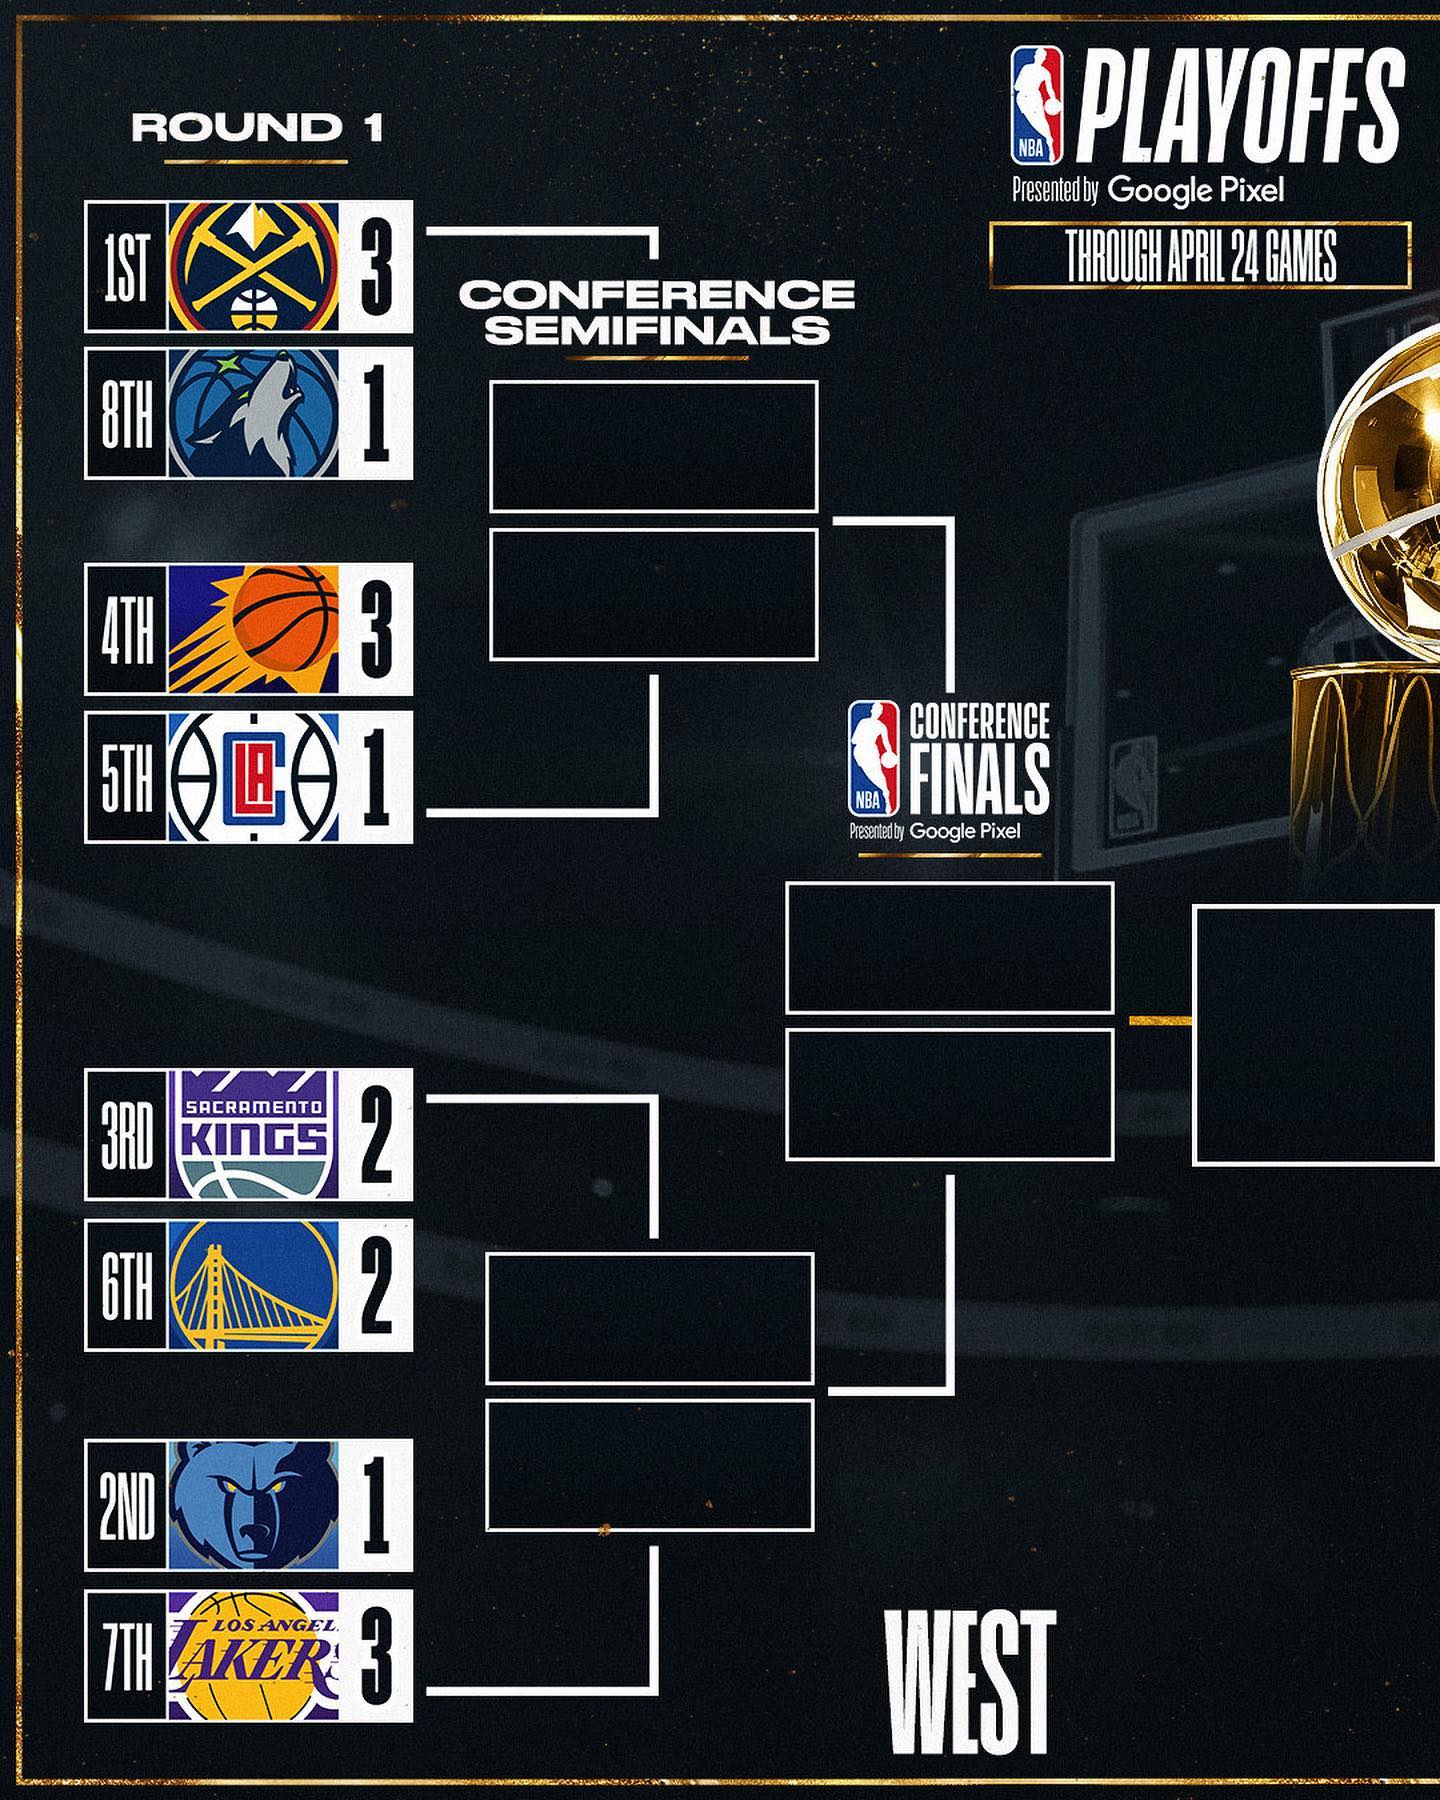 NBA
PLAYOFFS
Presented by Google Pixel
THROUGH APRIL 24 GAMES
ROUND 1
1ST 3
8TH 1
CONFERENCE
SEMIFINALS
4TH 3
5TH LAC 1
NBA
CONFERENCE
FINALS
Presented by Google Pixel
3RD SACRAMENTO KINGS 2
6TH 2
2ND 1
7TH LOS ANGEL LAKERS 3
WEST